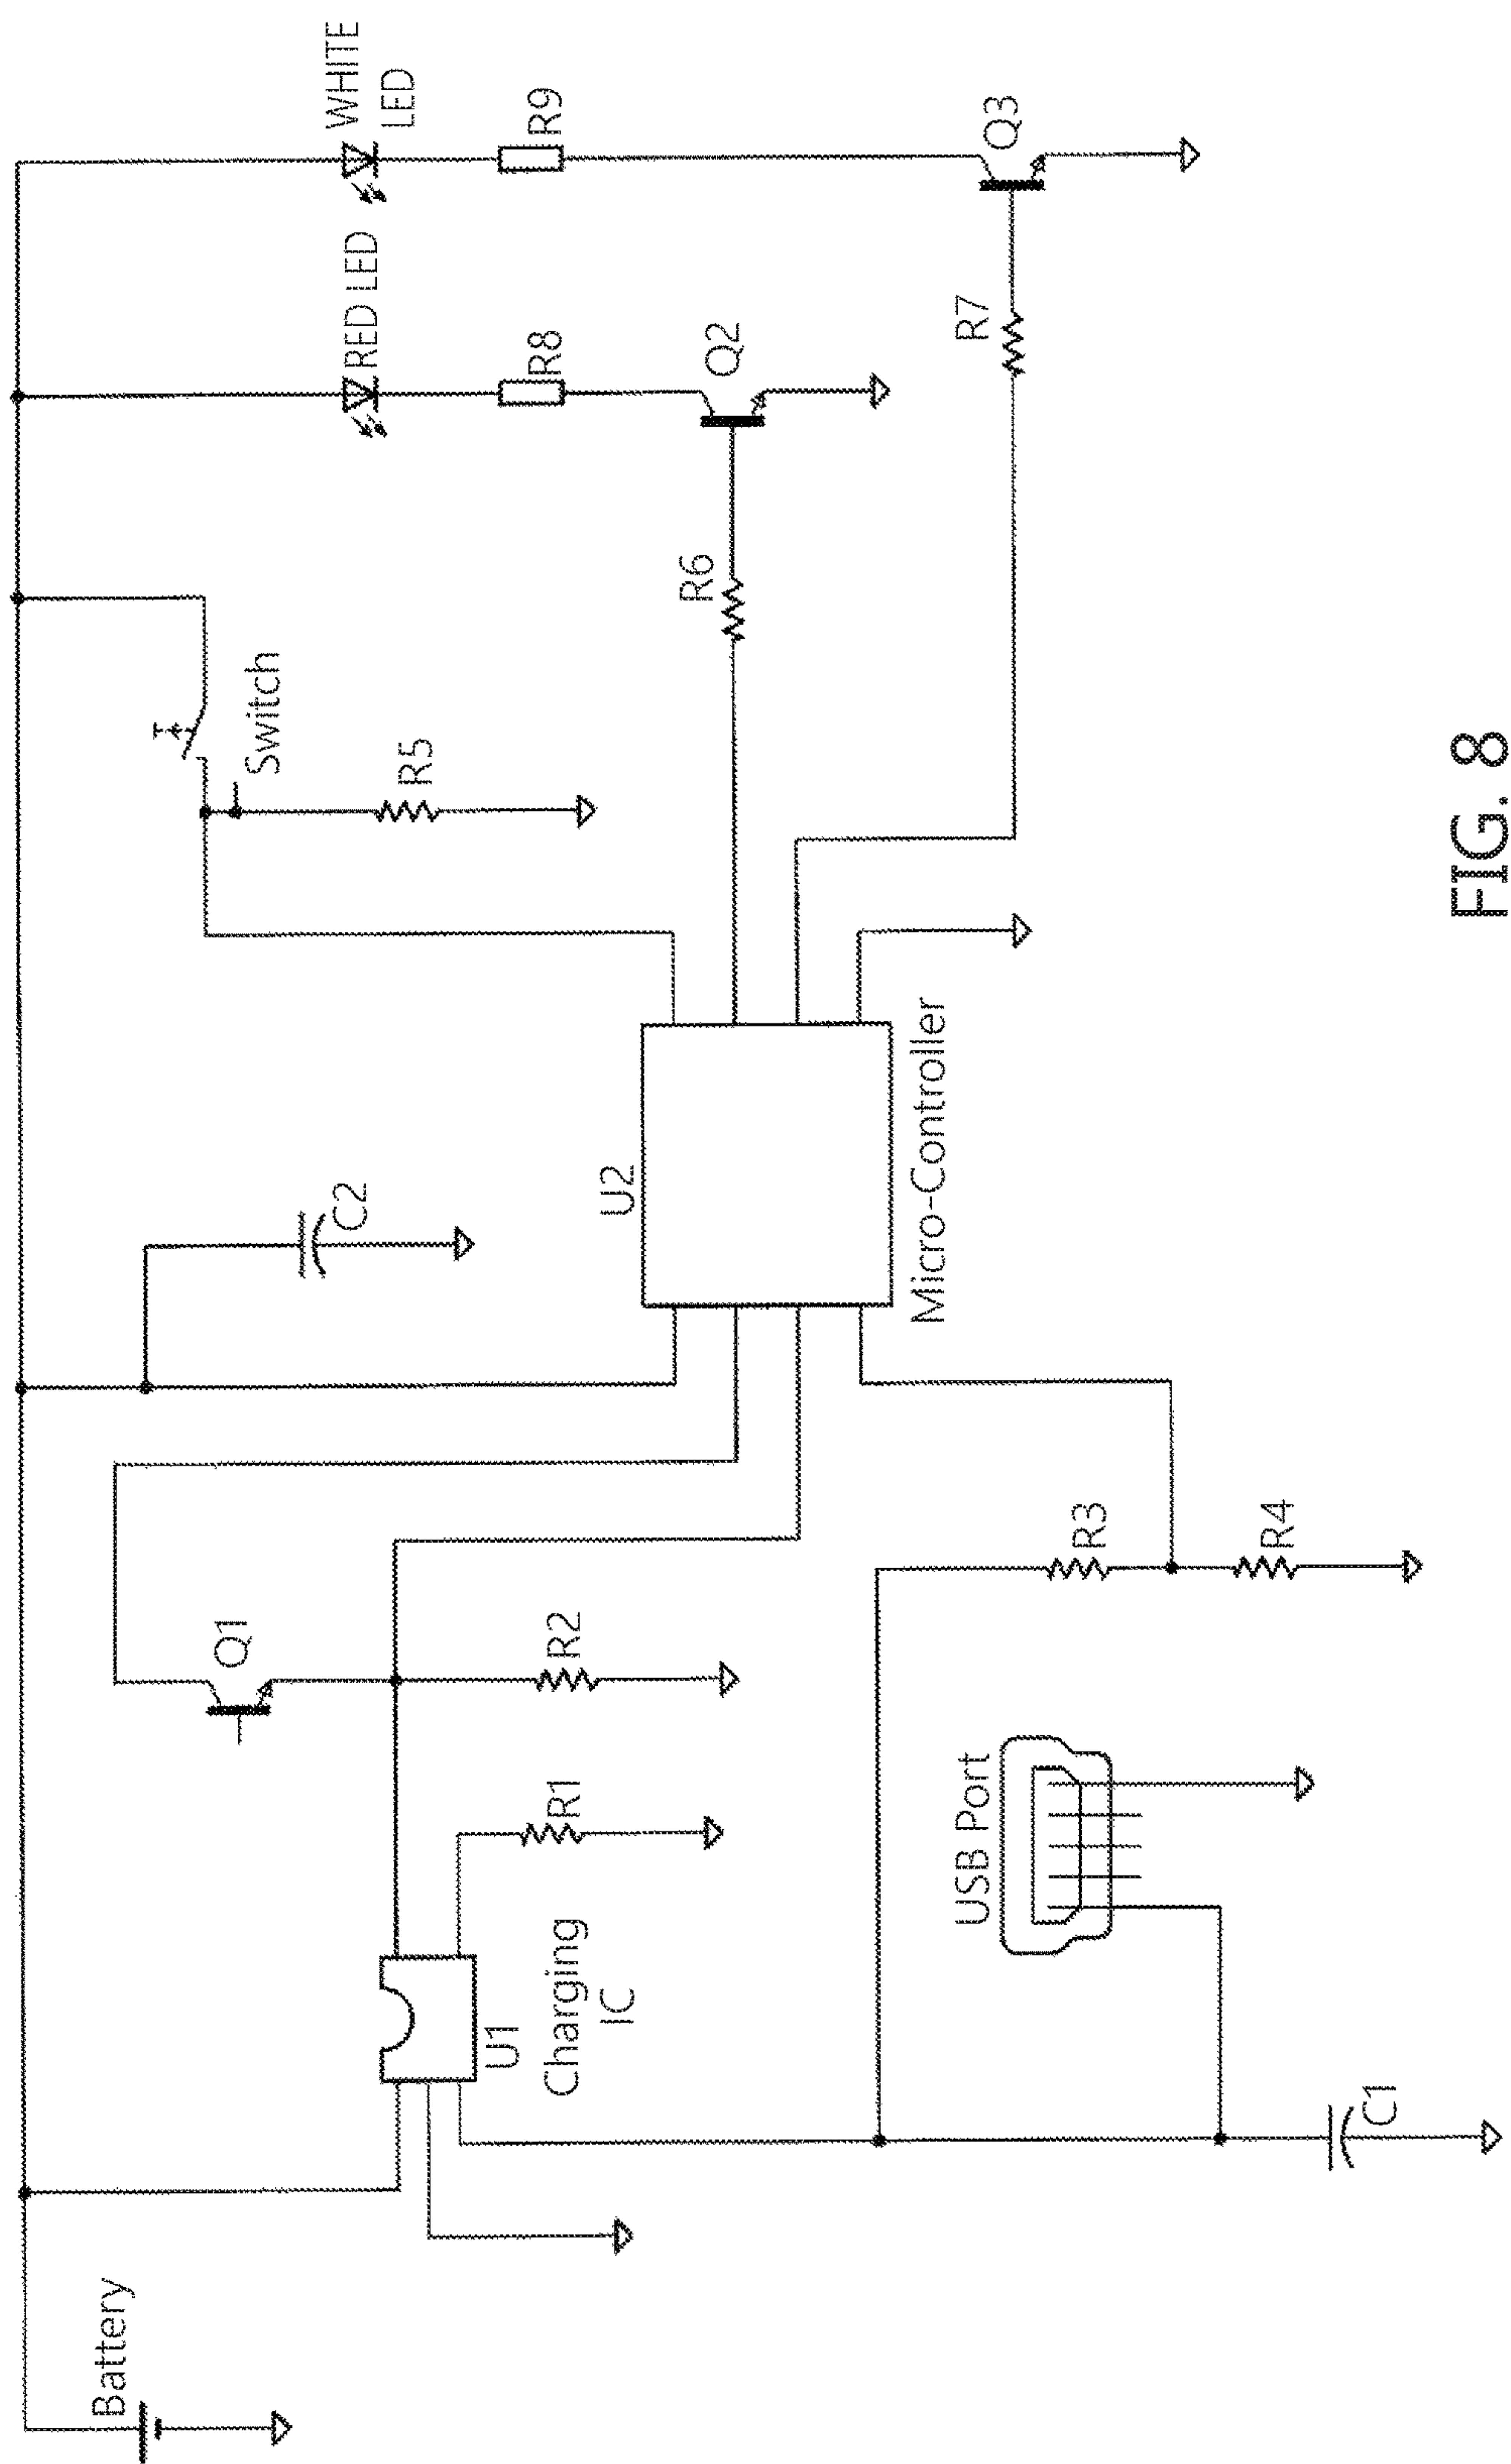 Battery
U1
Charging
IC
C1
USB Port
R1
Q1
R2
R3
R4
C2
U2
Micro-Controller
Switch
R5
R6
Q2
R7
Q3
RED LED
R8
WHITE
LED
R9
FIG. 8